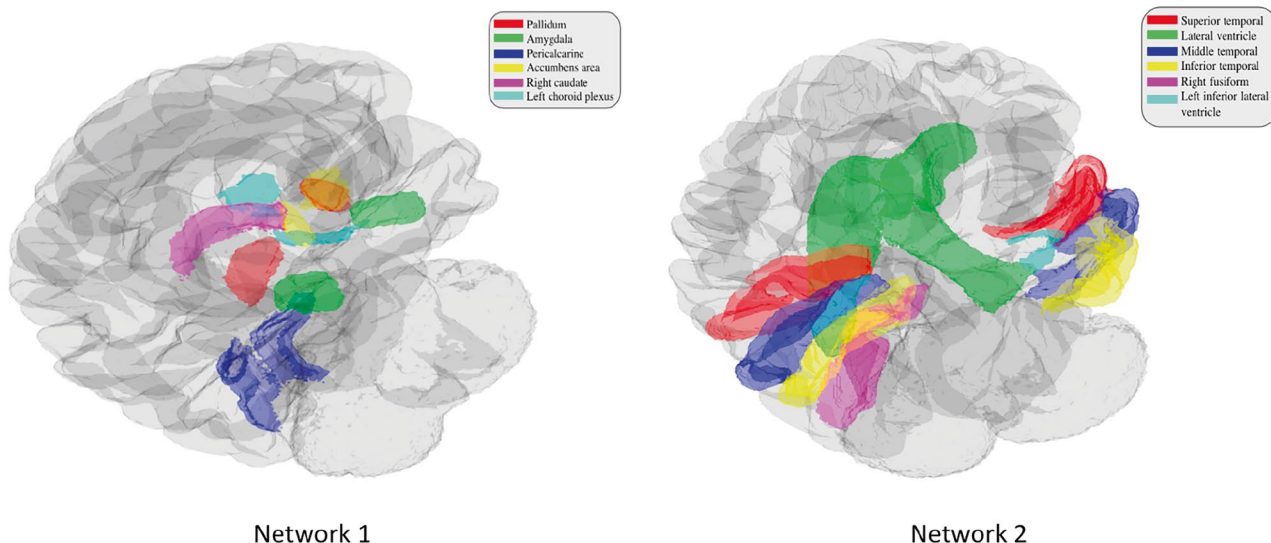 Pallidum
Amygdala
Pericalcarine
Accumbens area
Right caudate
Left choroid plexus
Superior temporal
Lateral ventricle
Middle temporal
Inferior temporal
Right fusiform
Left inferior lateral
ventricle
Network 1
Network 2